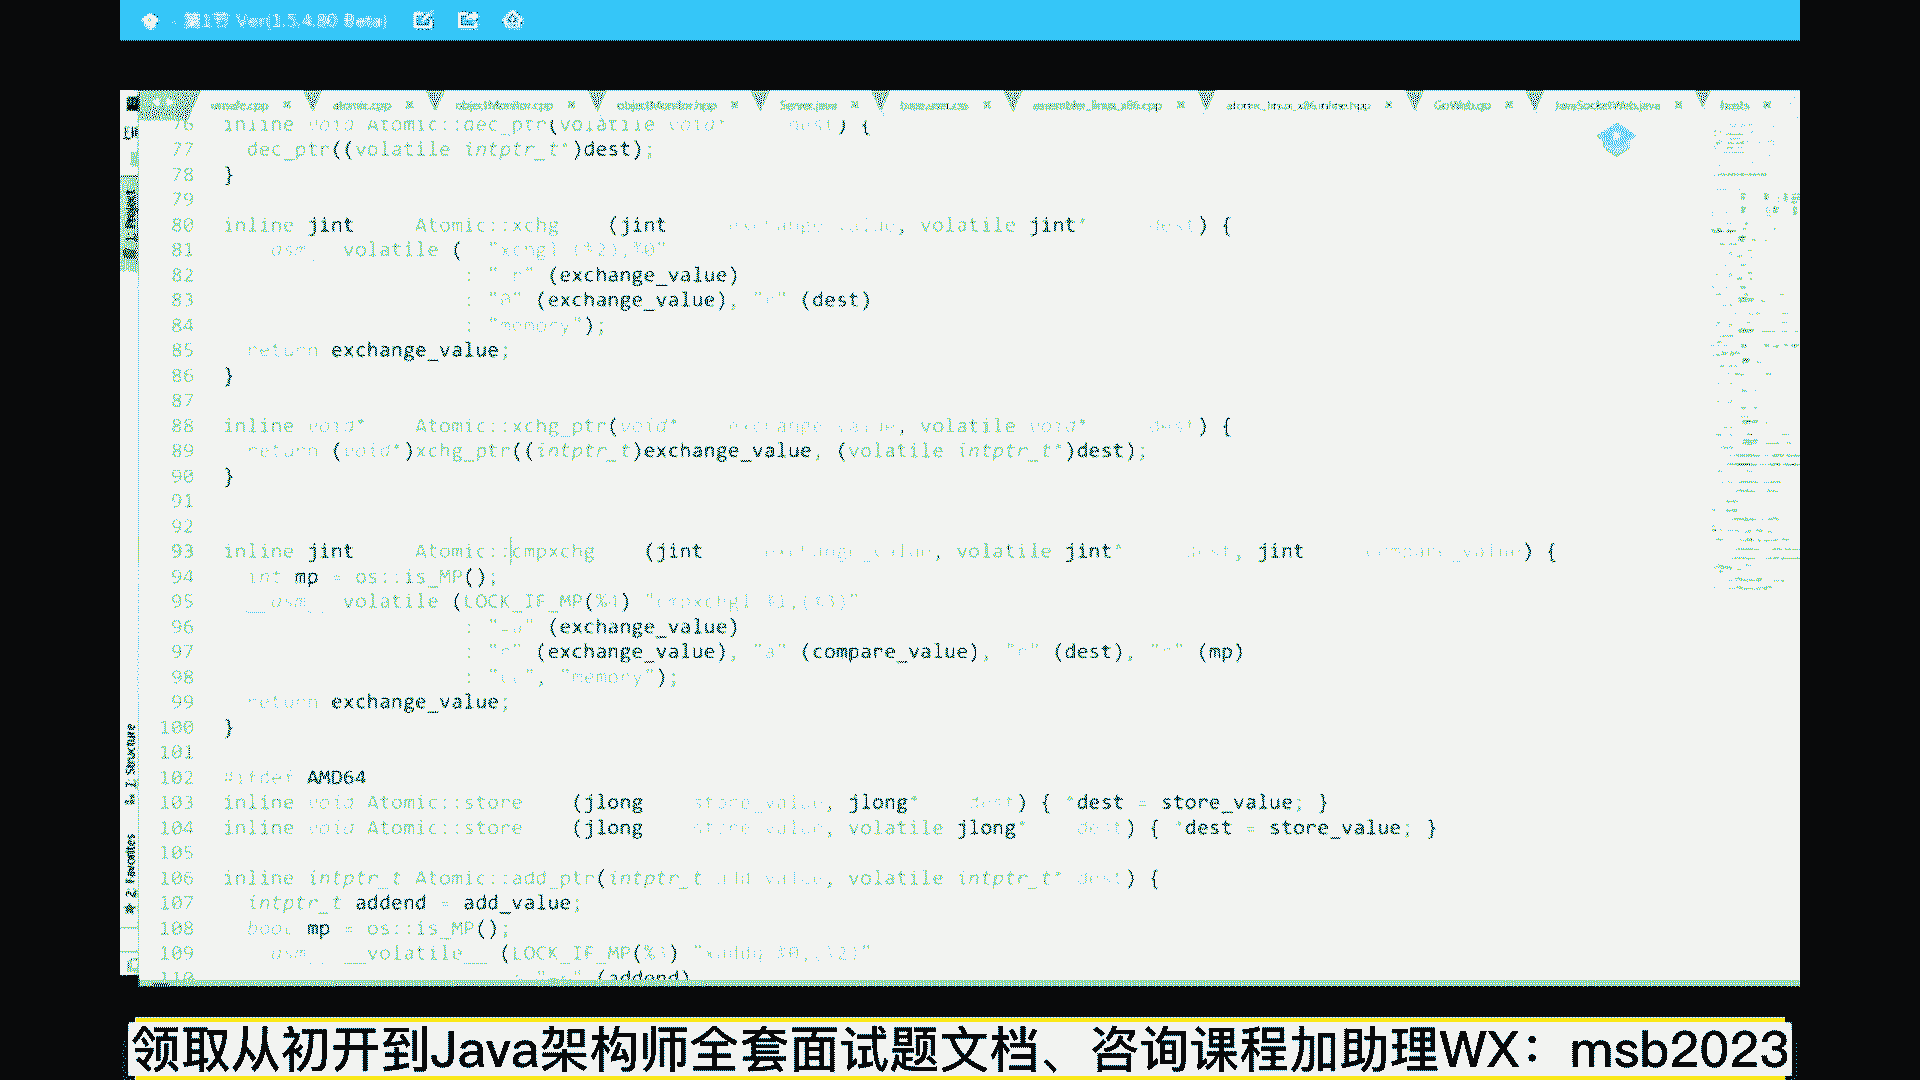 - 第1节 Ver(1.5.4.80 Beta)
unsafe.cpp atomic.cpp objectMonitor.cpp objectMonitor.hpp Server.java assembler_linux_x86.cpp atomic_linux_x86.inline.hpp JavaSocketWeb.java hosts
1: Project
76 inline void Atomic::dec_ptr(volatile void* dest) {
77 dec_ptr((volatile intptr_t*)dest);
78 }
79
80 inline jint Atomic::xchg (jint exchange_value, volatile jint* dest) {
81 __asm__ volatile ( "xchgl (%2),%0"
82 : "=r" (exchange_value)
83 : "0" (exchange_value), "r" (dest)
84 : "memory");
85 return exchange_value;
86 }
87
88 inline void* Atomic::xchg_ptr(void* exchange_value, volatile void* dest) {
89 return (void*)xchg_ptr((intptr_t)exchange_value, (volatile intptr_t*)dest);
90 }
91
92
93 inline jint Atomic::cmpxchg (jint exchange_value, volatile jint* dest, jint compare_value) {
94 int mp = os::is_MP();
95 __asm__ volatile (LOCK_IF_MP(%4) "cmpxchgl %1,(%3)"
96 : "=a" (exchange_value)
97 : "r" (exchange_value), "a" (compare_value), "r" (dest), "r" (mp)
98 : "cc", "memory");
99 return exchange_value;
100 }
101
102 #ifdef AMD64
103 inline void Atomic::store (jlong store_value, jlong* dest) { *dest = store_value; }
104 inline void Atomic::store (jlong store_value, volatile jlong* dest) { *dest = store_value; }
105
106 inline intptr_t Atomic::add_ptr(intptr_t add_value, volatile intptr_t* dest) {
107 intptr_t addend = add_value;
108 bool mp = os::is_MP();
109 __asm__ __volatile__ (LOCK_IF_MP(%3) "xaddq %0,(%2)"
110 : "=r" (addend)
Z: Structure
2: Favorites
领取从初开到Java架构师全套面试题文档、咨询课程加助理WX：msb2023